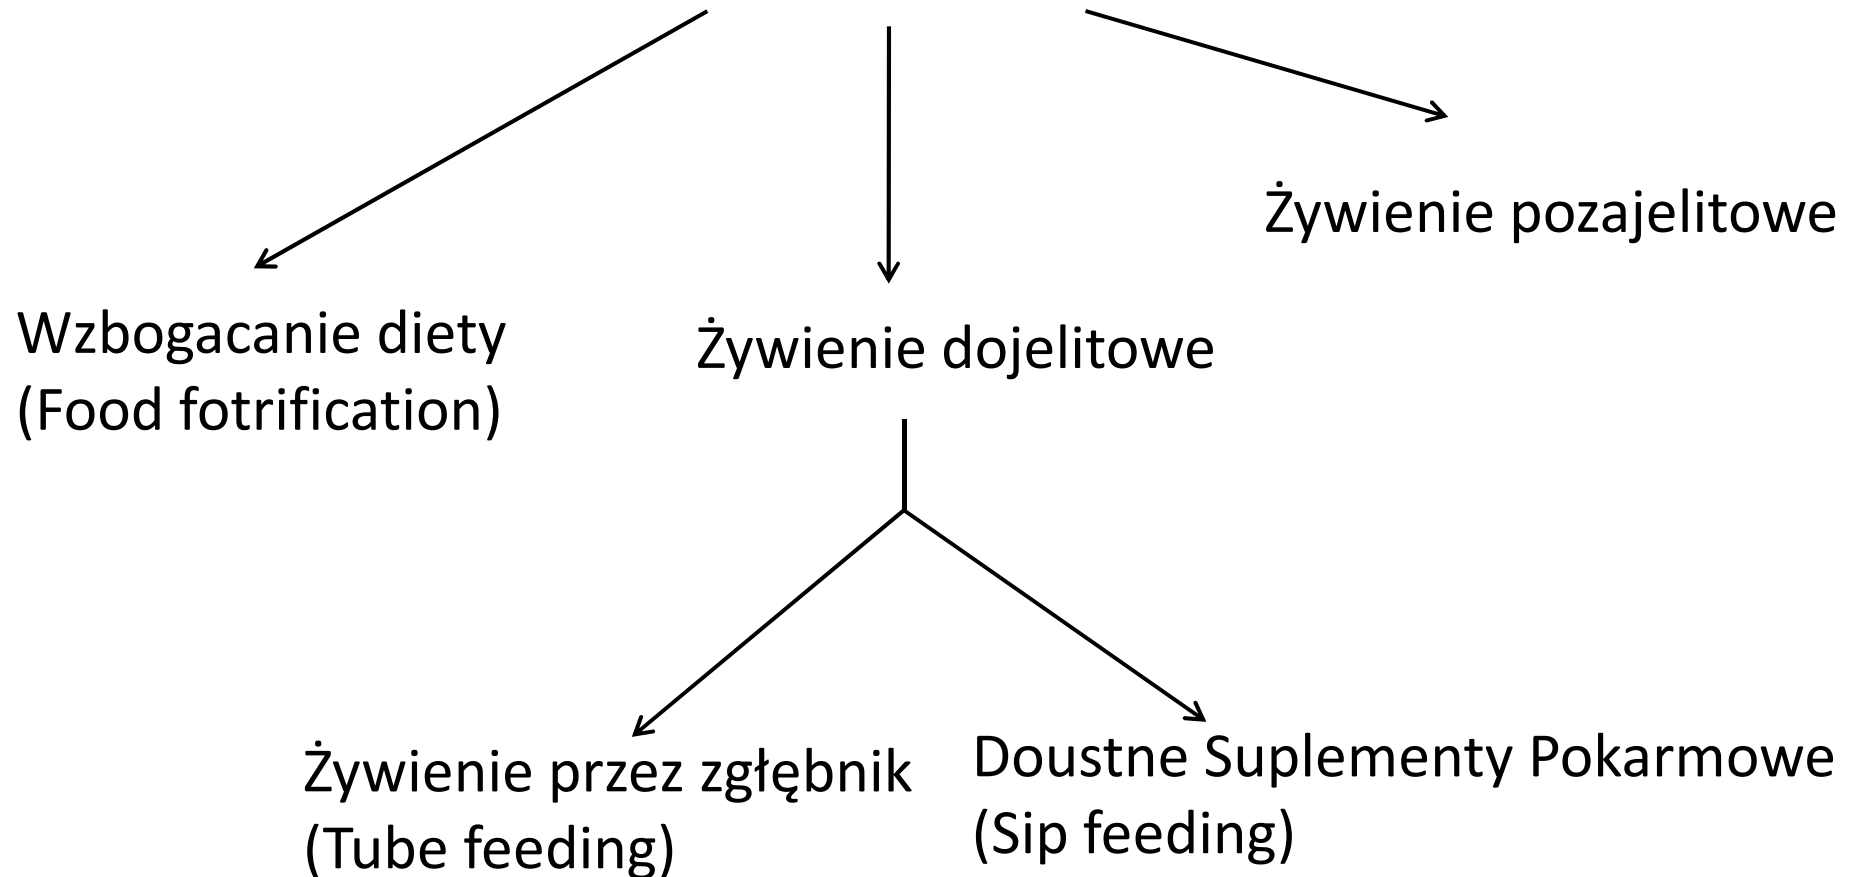 Żywienie pozajelitowe
Wzbogacanie diety
(Food fotrification)
Żywienie dojelitowe
Żywienie przez zgłębnik
(Tube feeding)
Doustne Suplementy Pokarmowe
(Sip feeding)